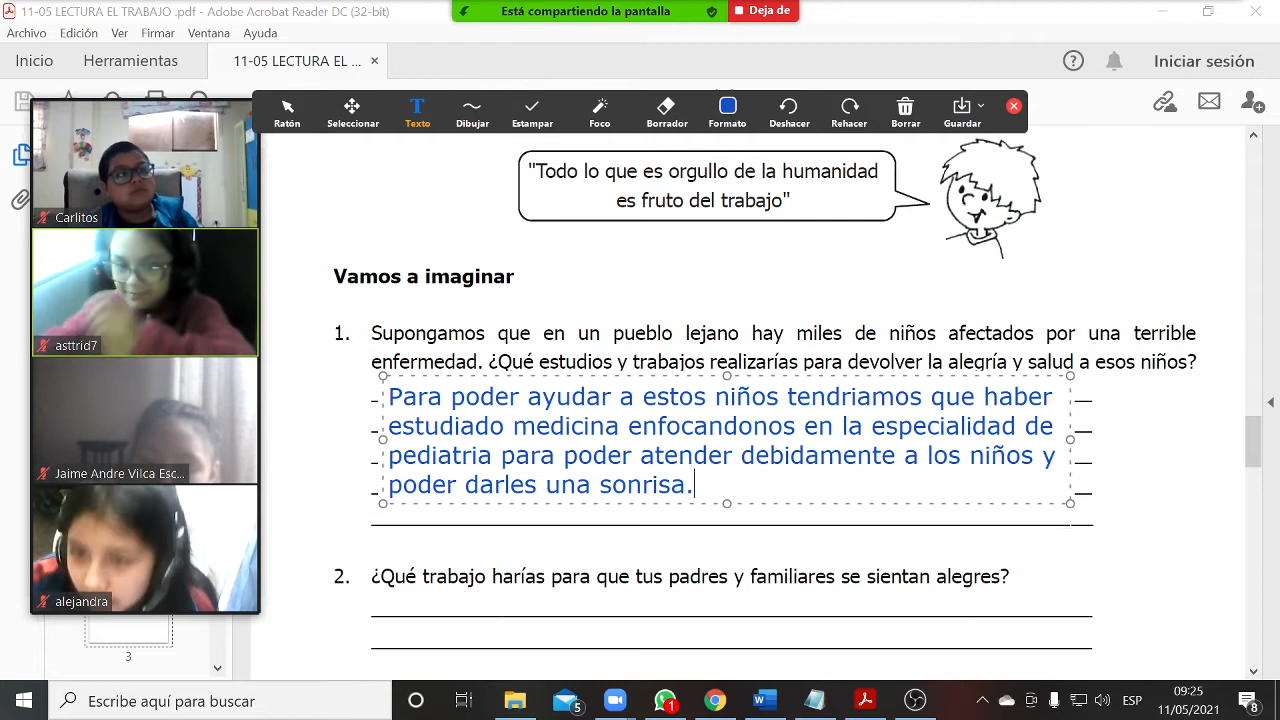 11-05 LECTURA EL TRABAJO .pdf - Adobe Acrobat Reader DC (32-bit)
Está compartiendo la pantalla
Deja de
Archivo Edición Ver Firmar Ventana Ayuda
Inicio Herramientas 11-05 LECTURA EL ... × Iniciar sesión
Ratón Seleccionar Texto Dibujar Estampar Foco Borrador Formato Deshacer Rehacer Borrar Guardar
Carlitos
asttrid7
Jaime Andre Vilca Esc...
alejandra
"Todo lo que es orgullo de la humanidad
es fruto del trabajo"
Vamos a imaginar
1. Supongamos que en un pueblo lejano hay miles de niños afectados por una terrible
enfermedad. ¿Qué estudios y trabajos realizarías para devolver la alegría y salud a esos niños?
Para poder ayudar a estos niños tendriamos que haber
estudiado medicina enfocandonos en la especialidad de
pediatria para poder atender debidamente a los niños y
poder darles una sonrisa.
2. ¿Qué trabajo harías para que tus padres y familiares se sientan alegres?
3
Escribe aquí para buscar
5
1
ESP
09:25
11/05/2021
8